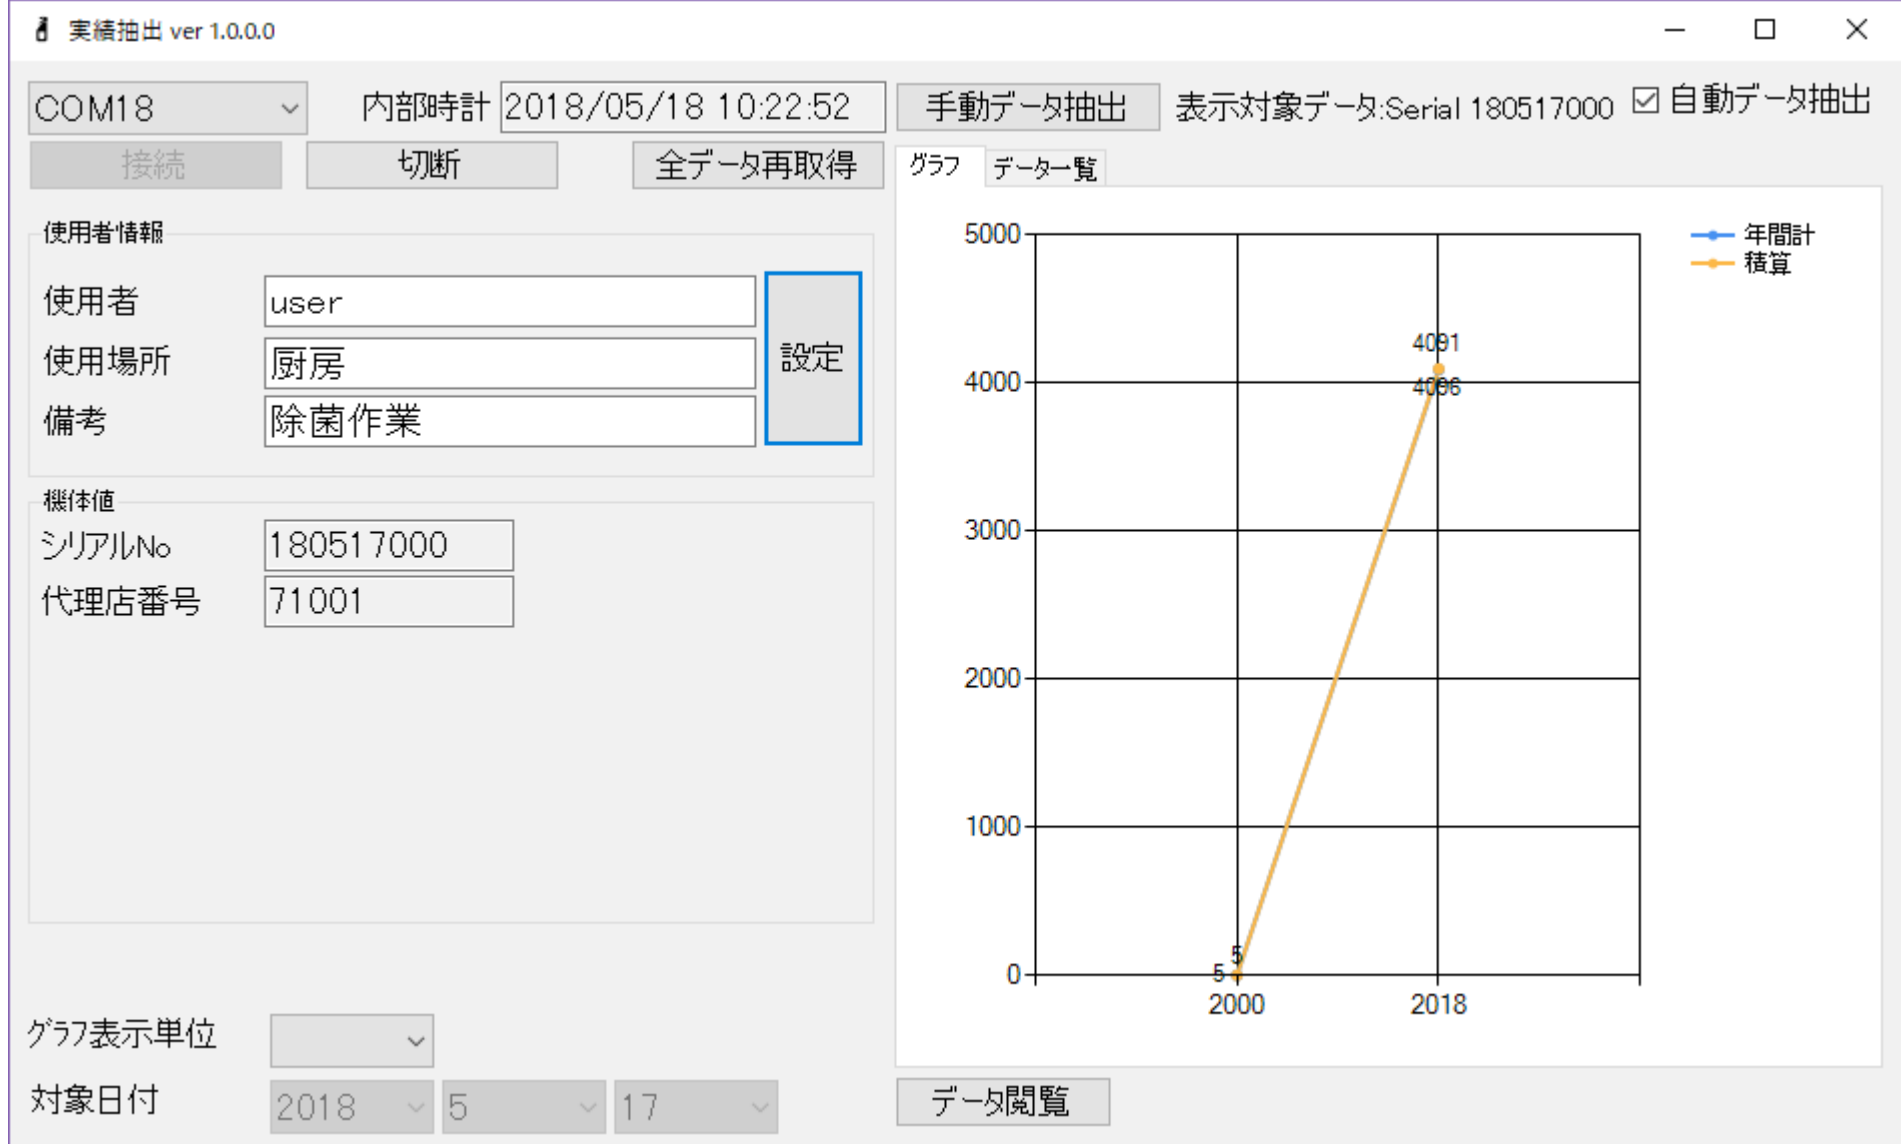 実績抽出 ver 1.0.0.0
COM18
内部時計 2018/05/18 10:22:52
手動データ抽出
表示対象データ:Serial 180517000
自動データ抽出
接続
切断
全データ再取得
グラフ
データ一覧
使用者情報
使用者 user
使用場所 厨房
備考 除菌作業
設定
機体値
シリアルNo 180517000
代理店番号 71001
グラフ表示単位
対象日付 2018 5 17
5000
4000
3000
2000
1000
0
4091
4096
5
5
2000 2018
年間計
積算
データ閲覧